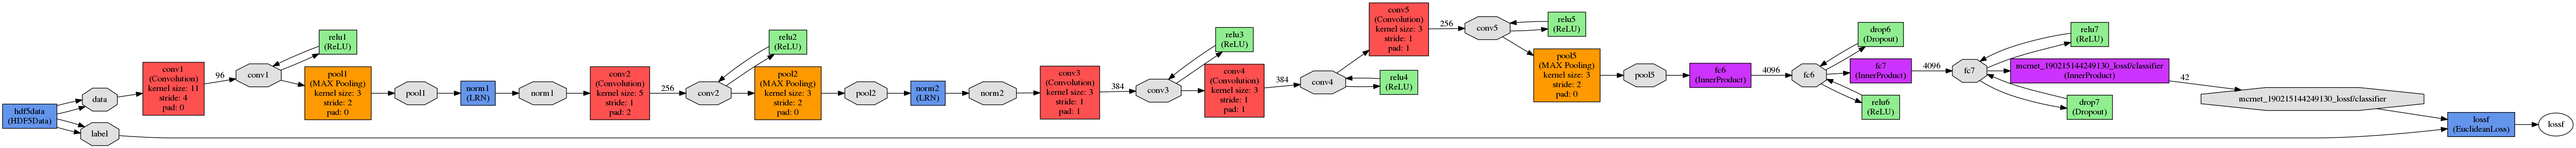 hdf5data
(HDF5Data)
data
label
conv1
(Convolution)
kernel size: 11
stride: 4
pad: 0
96
conv1
relu1
(ReLU)
pool1
(MAX Pooling)
kernel size: 3
stride: 2
pad: 0
pool1
norm1
(LRN)
norm1
conv2
(Convolution)
kernel size: 5
stride: 1
pad: 2
256
conv2
relu2
(ReLU)
pool2
(MAX Pooling)
kernel size: 3
stride: 2
pad: 0
pool2
norm2
(LRN)
norm2
conv3
(Convolution)
kernel size: 3
stride: 1
pad: 1
384
conv3
relu3
(ReLU)
conv4
(Convolution)
kernel size: 3
stride: 1
pad: 1
384
conv4
relu4
(ReLU)
conv5
(Convolution)
kernel size: 3
stride: 1
pad: 1
256
conv5
relu5
(ReLU)
pool5
(MAX Pooling)
kernel size: 3
stride: 2
pad: 0
pool5
fc6
(InnerProduct)
4096
fc6
drop6
(Dropout)
relu6
(ReLU)
fc7
(InnerProduct)
4096
fc7
relu7
(ReLU)
mcrnet_190215144249130_lossf/classifier
(InnerProduct)
drop7
(Dropout)
42
mcrnet_190215144249130_lossf/classifier
lossf
(EuclideanLoss)
lossf